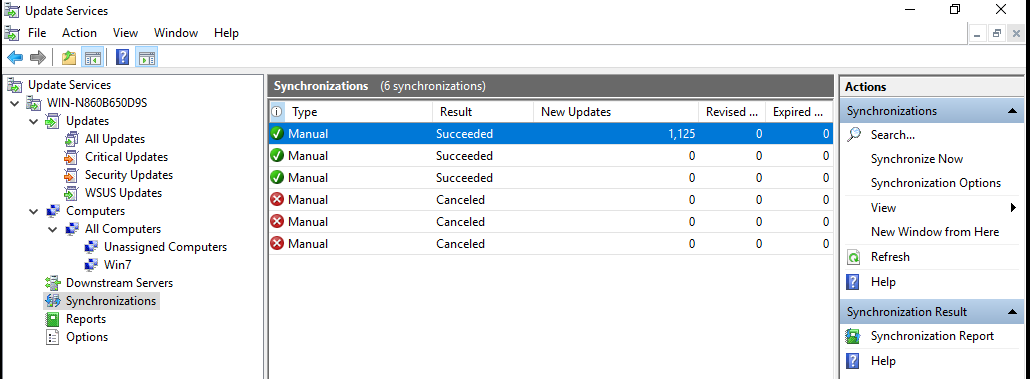 Update Services
File Action View Window Help
Update Services
WIN-N860B650D9S
Updates
All Updates
Critical Updates
Security Updates
WSUS Updates
Computers
All Computers
Unassigned Computers
Win7
Downstream Servers
Synchronizations
Reports
Options
Synchronizations (6 synchronizations)
Type Result New Updates Revised ... Expired ...
Manual Succeeded 1,125 0 0
Manual Succeeded 0 0 0
Manual Succeeded 0 0 0
Manual Canceled 0 0 0
Manual Canceled 0 0 0
Manual Canceled 0 0 0
Actions
Synchronizations
Search...
Synchronize Now
Synchronization Options
View
New Window from Here
Refresh
Help
Synchronization Result
Synchronization Report
Help